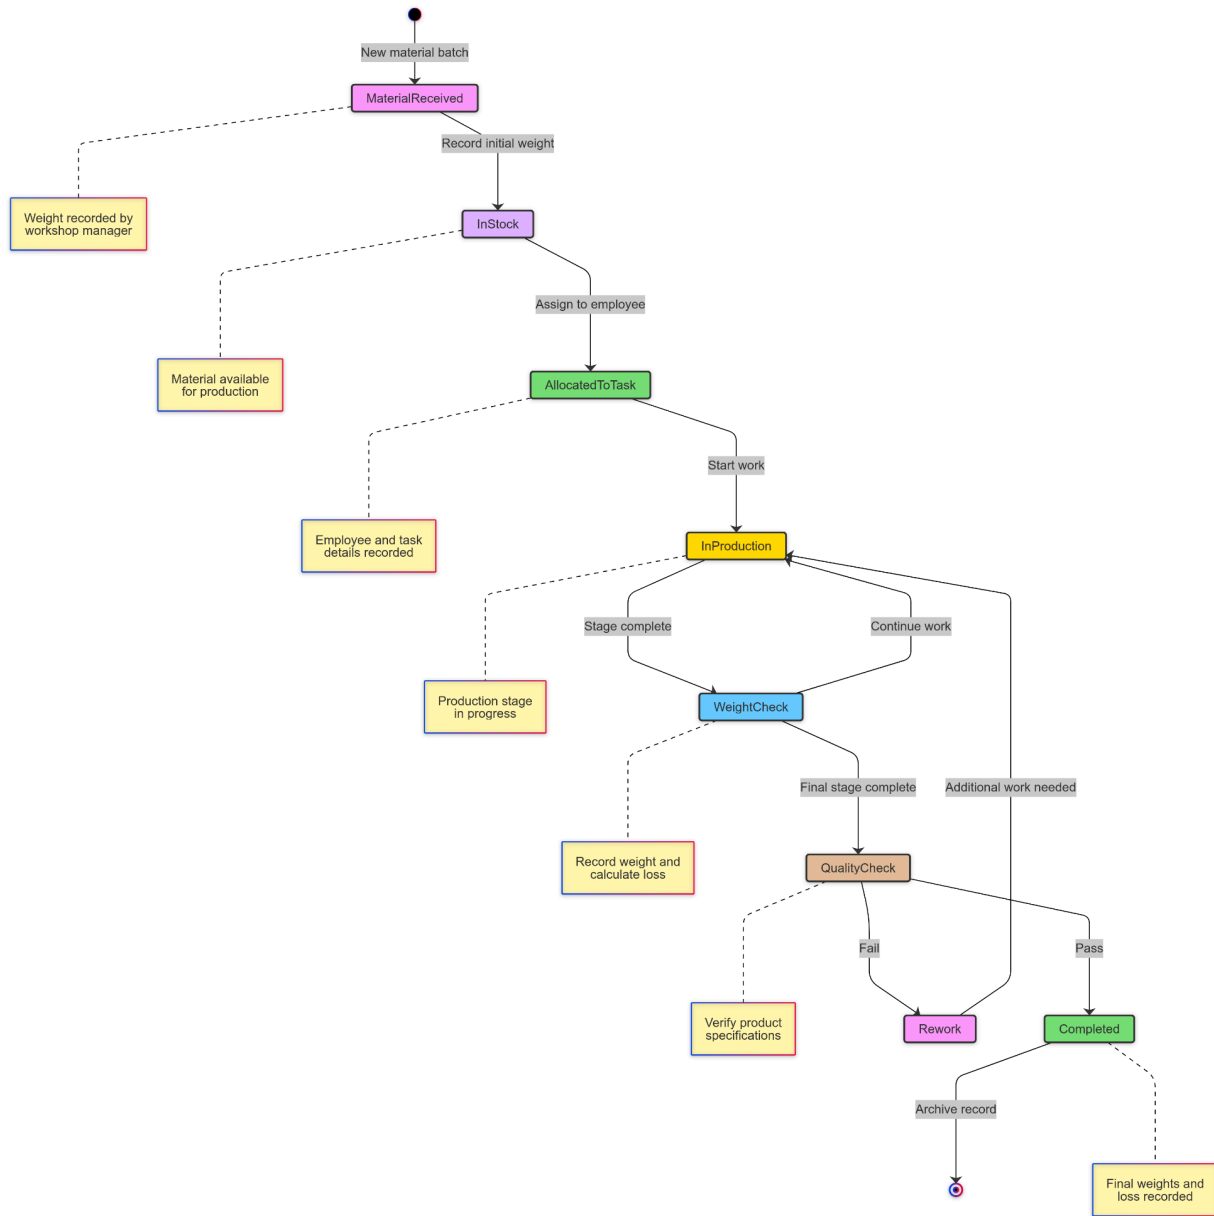 New material batch
MaterialReceived
Record initial weight
Weight recorded by
workshop manager
InStock
Assign to employee
Material available
for production
AllocatedToTask
Start work
Employee and task
details recorded
InProduction
Stage complete
Continue work
Production stage
in progress
WeightCheck
Final stage complete
Additional work needed
Record weight and
calculate loss
QualityCheck
Fail
Pass
Verify product
specifications
Rework
Completed
Archive record
Final weights and
loss recorded